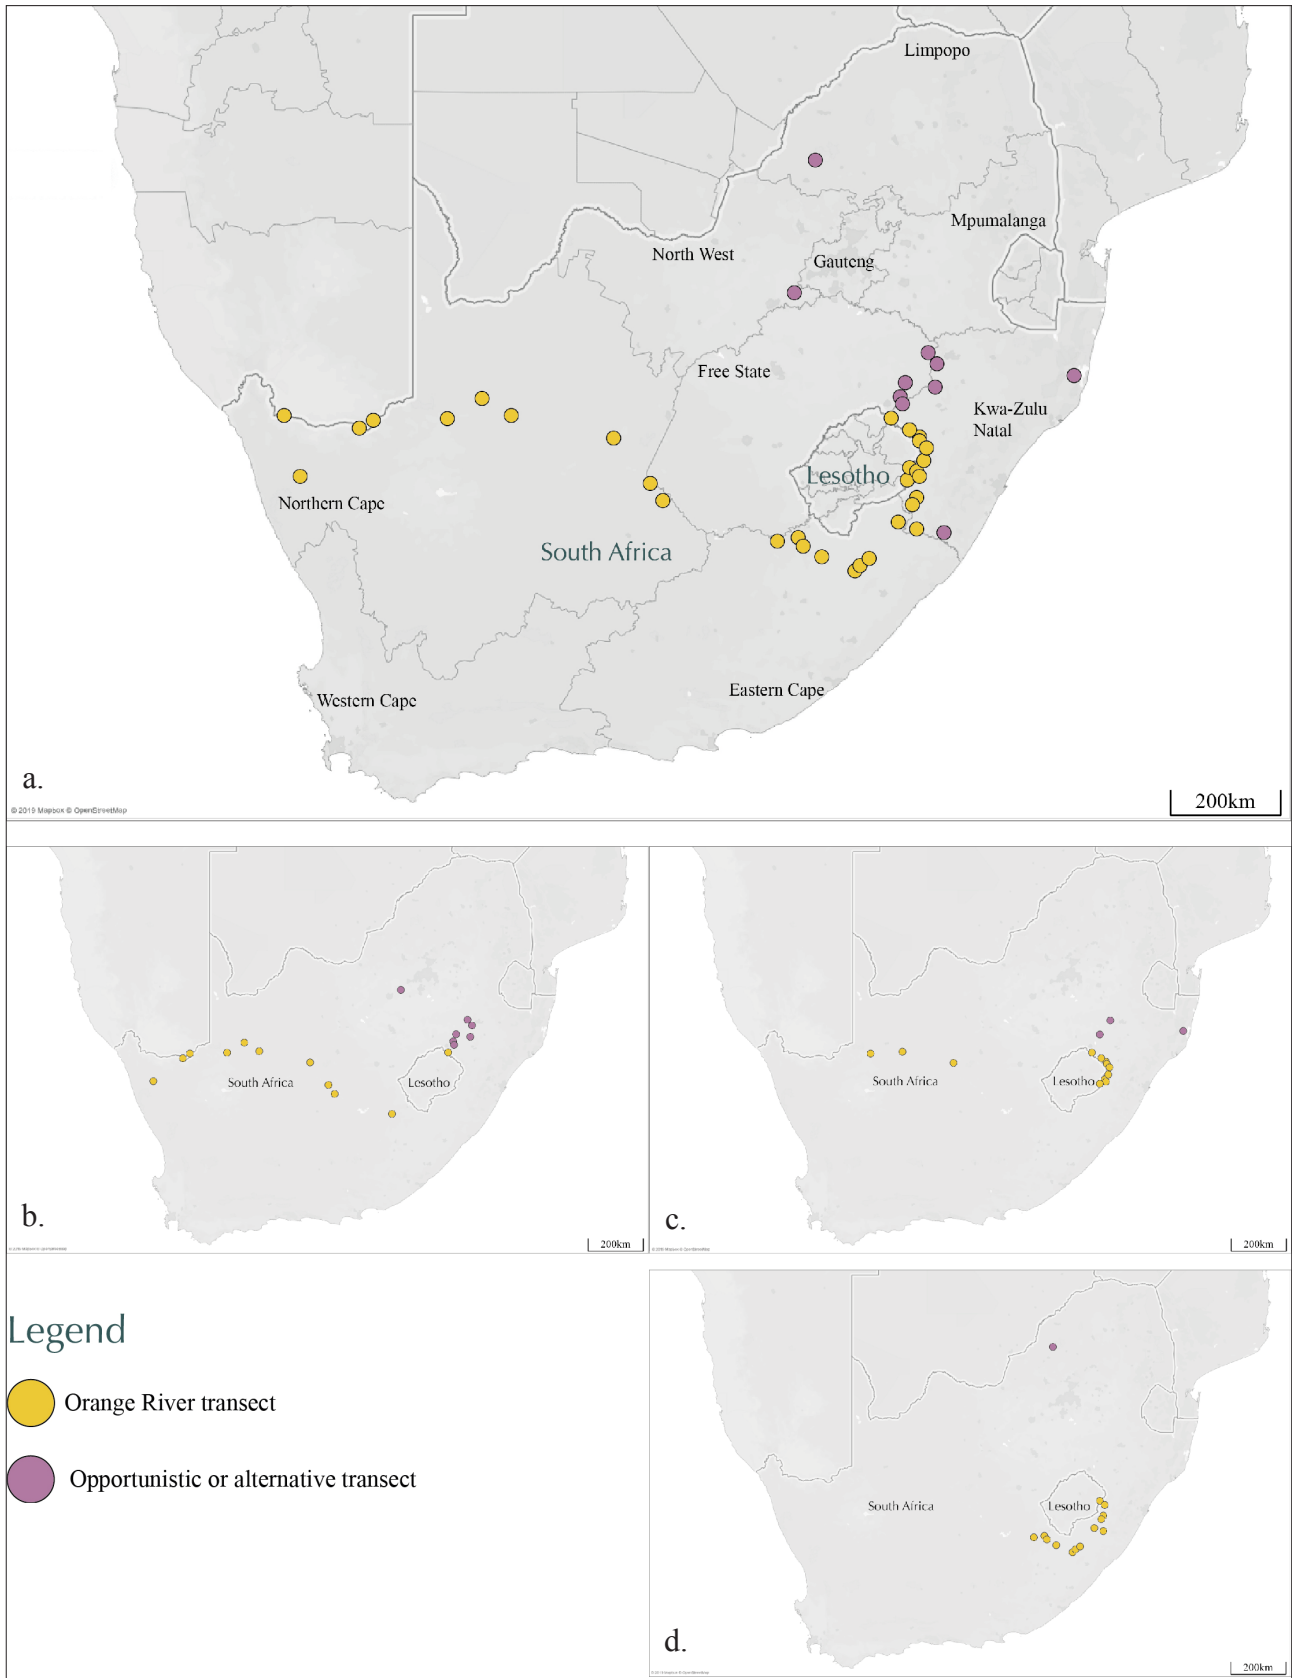 Limpopo
Mpumalanga
North West
Gauteng
Free State
Kwa-Zulu
Natal
Lesotho
Northern Cape
South Africa
Eastern Cape
Western Cape
a.
© 2019 Mapbox © OpenStreetMap
200km
South Africa
Lesotho
b.
200km
South Africa
Lesotho
c.
200km
Legend
Orange River transect
Opportunistic or alternative transect
South Africa
Lesotho
d.
200km